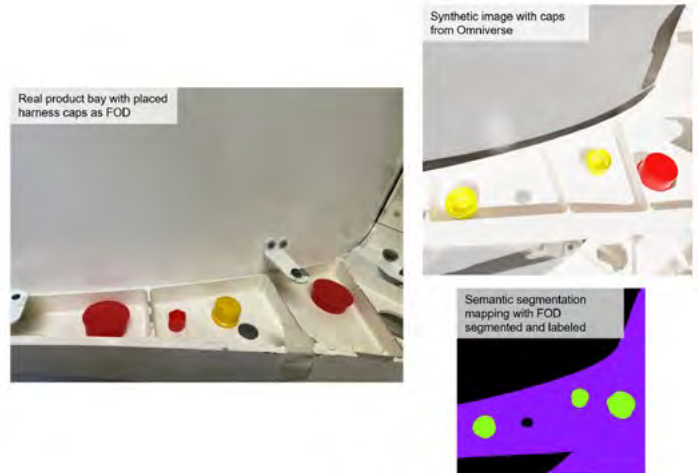 Synthetic image with caps
from Omniverse
Real product bay with placed
harness caps as FOD
Semantic segmentation
mapping with FOD
segmented and labeled